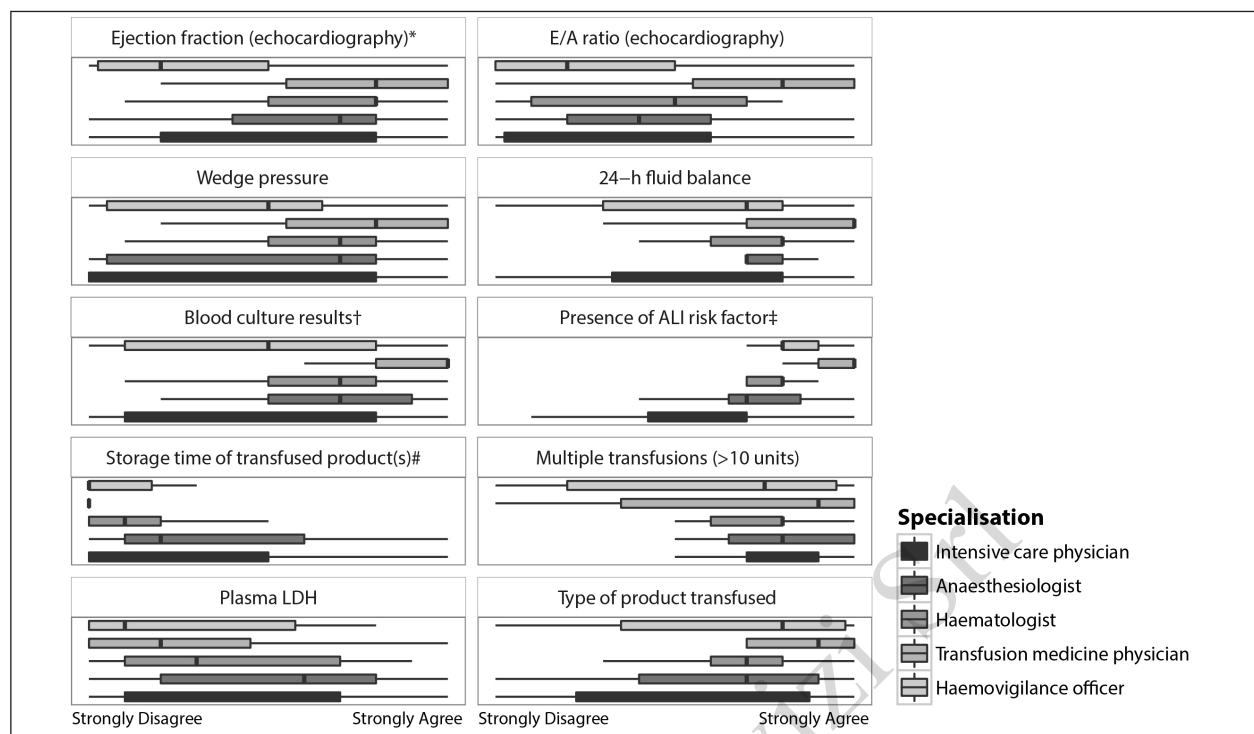 Ejection fraction (echocardiography)*
E/A ratio (echocardiography)
Wedge pressure
24−h fluid balance
Blood culture results†
Presence of ALI risk factor‡
Storage time of transfused product(s)#
Multiple transfusions (>10 units)
Plasma LDH
Type of product transfused
Strongly Disagree
Strongly Agree
Strongly Disagree
Strongly Agree
Specialisation
Intensive care physician
Anaesthesiologist
Haematologist
Transfusion medicine physician
Haemovigilance officer
Srl